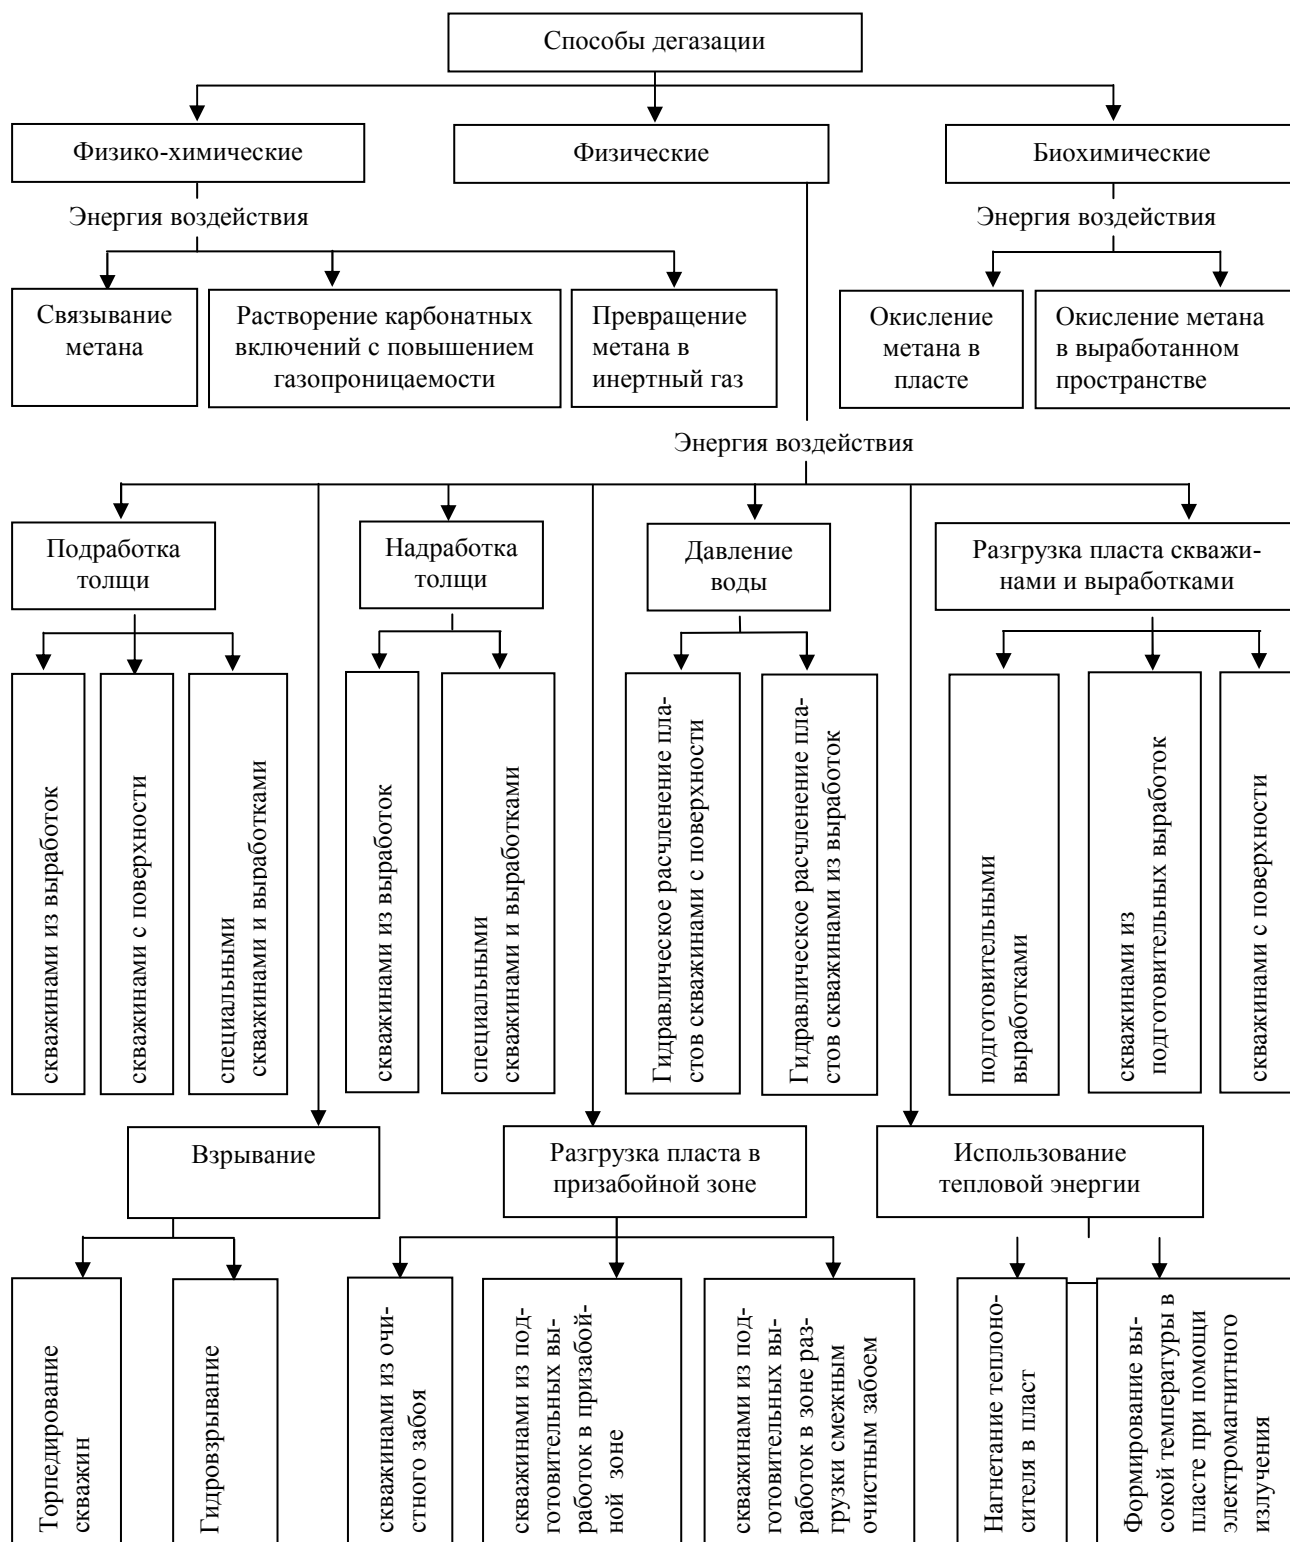 Способы дегазации
Физико-химические
Физические
Биохимические
Энергия воздействия
Энергия воздействия
Связывание
метана
Растворение карбонатных
включений с повышением
газопроницаемости
Превращение
метана в
инертный газ
Окисление
метана в
пласте
Окисление метана
в выработанном
пространстве
Энергия воздействия
Подработка
толщи
Надработка
толщи
Давление
воды
Разгрузка пласта скважи-
нами и выработками
скважинами из выработок
скважинами с поверхности
специальными
скважинами и выработками
скважинами из выработок
специальными
скважинами и выработками
Гидравлическое расчленение пла-
стов скважинами с поверхности
Гидравлическое расчленение пла-
стов скважинами из выработок
подготовительными
выработками
скважинами из
подготовительных выработок
скважинами с поверхности
Взрывание
Разгрузка пласта в
призабойной зоне
Использование
тепловой энергии
Торпедирование
скважин
Гидровзрывание
скважинами из очи-
стного забоя
скважинами из под-
готовительных вы-
работок в призабой-
ной зоне
скважинами из под-
готовительных вы-
работок в зоне раз-
грузки смежным
очистным забоем
Нагнетание теплоно-
сителя в пласт
Формирование вы-
сокой температуры в
пласте при помощи
электромагнитного
излучения